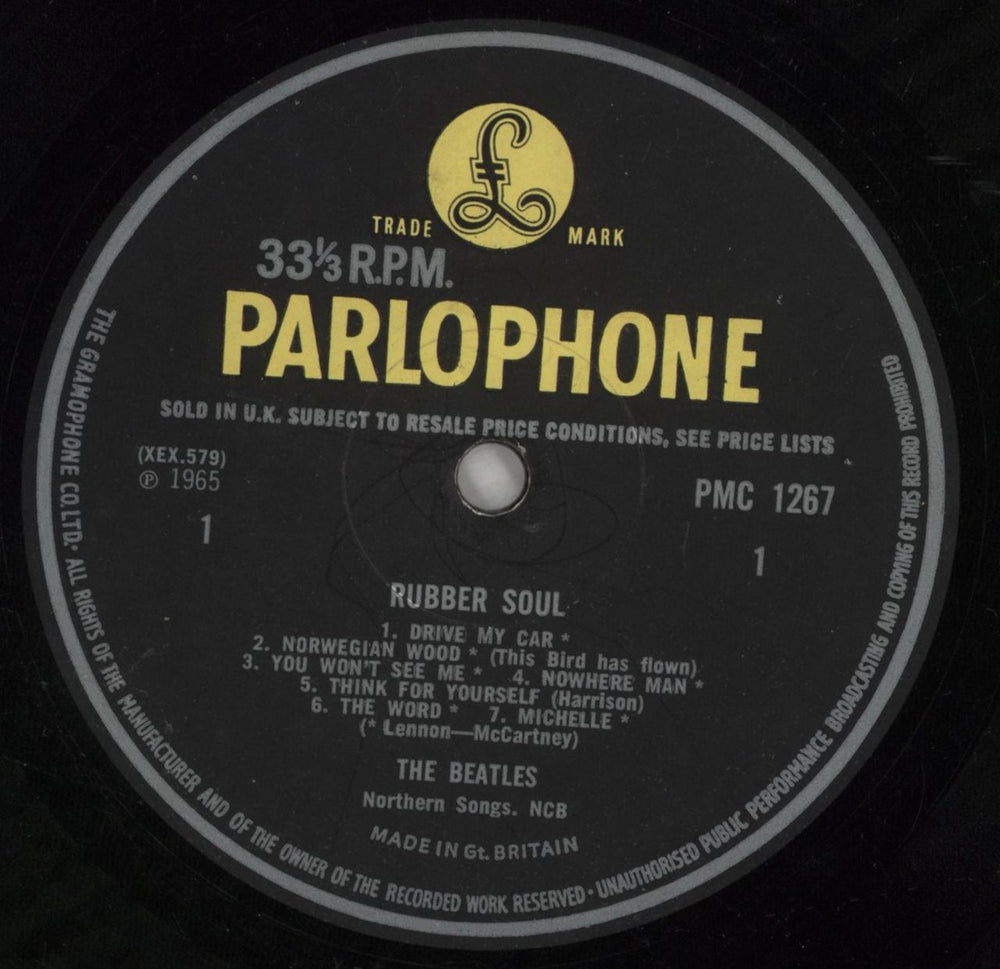 £
TRADE MARK
33⅓ R.P.M.
PARLOPHONE
SOLD IN U.K. SUBJECT TO RESALE PRICE CONDITIONS, SEE PRICE LISTS
(XEX.579)
℗ 1965
PMC 1267
1
1
RUBBER SOUL
1. DRIVE MY CAR *
2. NORWEGIAN WOOD * (This Bird has flown)
3. YOU WON'T SEE ME * 4. NOWHERE MAN *
5. THINK FOR YOURSELF (Harrison)
6. THE WORD * 7. MICHELLE *
(* Lennon—McCartney)
THE BEATLES
Northern Songs. NCB
MADE IN Gt. BRITAIN
THE GRAMOPHONE CO. LTD. • ALL RIGHTS OF THE MANUFACTURER AND OF THE OWNER OF THE RECORDED WORK RESERVED • UNAUTHORISED PUBLIC PERFORMANCE BROADCASTING AND COPYING OF THIS RECORD PROHIBITED